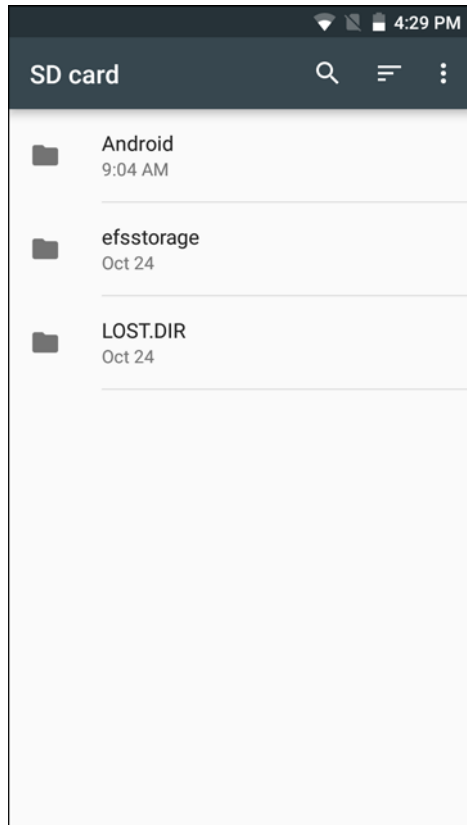 4:29 PM
SD card
Android
9:04 AM
efsstorage
Oct 24
LOST.DIR
Oct 24